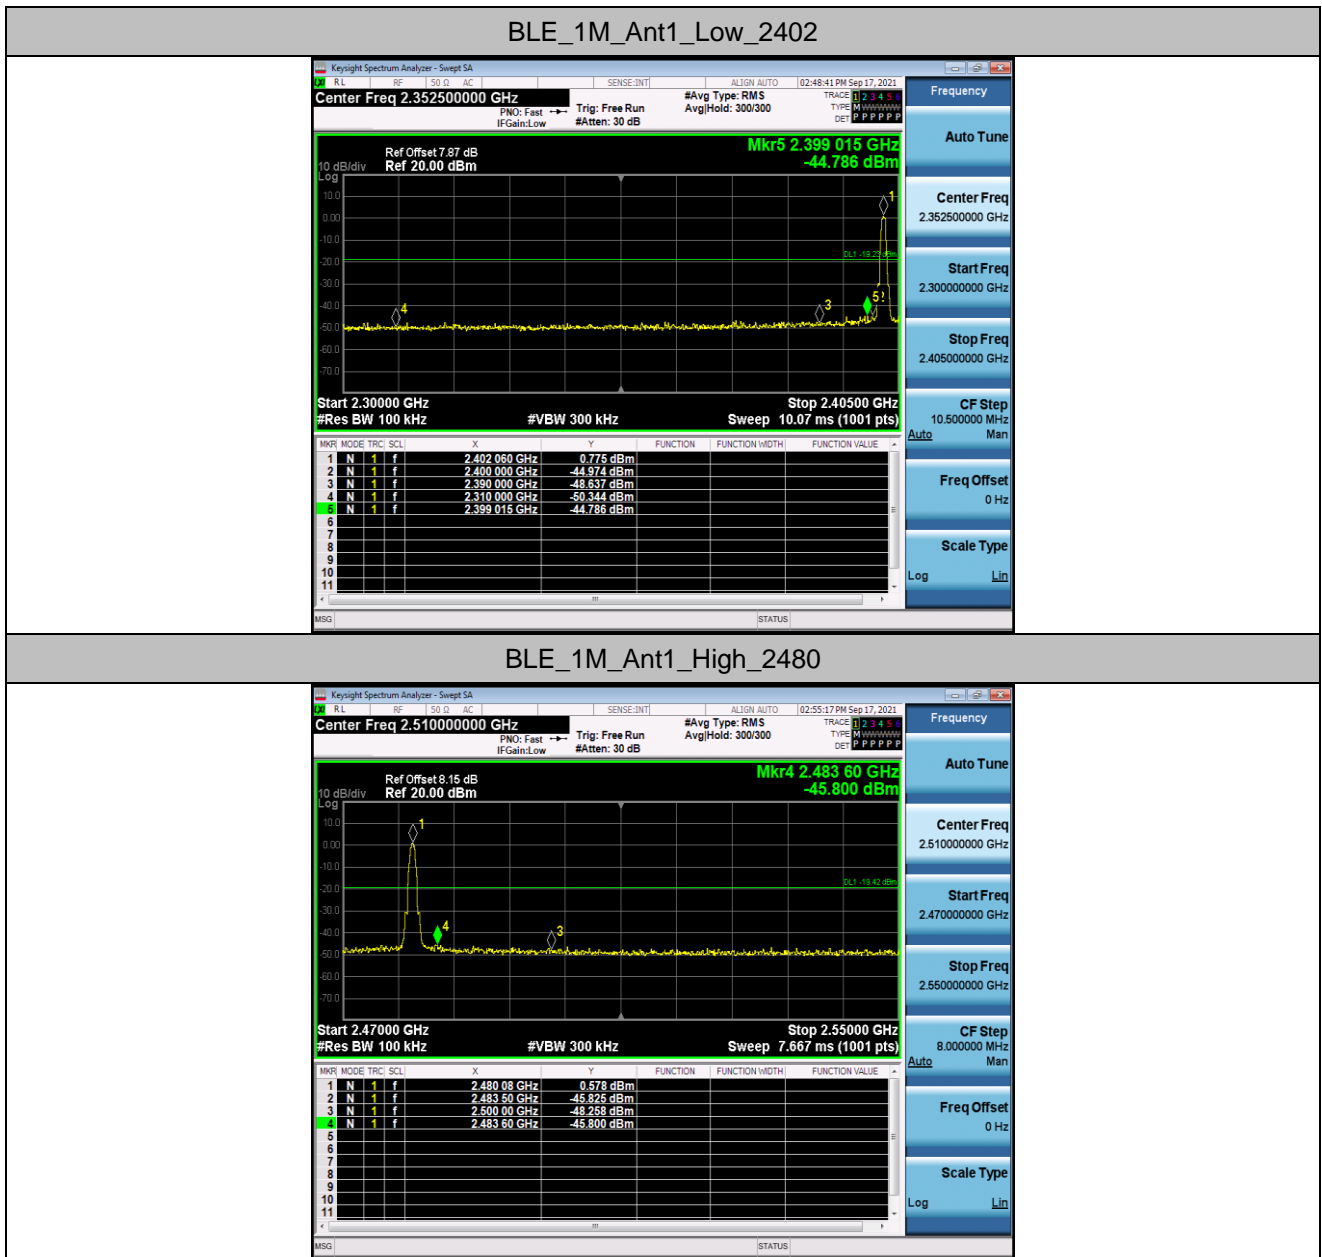 BLE_1M_Ant1_Low_2402
Keysight Spectrum Analyzer - Swept SA
RL RF 50 Ω AC SENSE:INT ALIGN AUTO 02:48:41 PM Sep 17, 2021
Center Freq 2.352500000 GHz #Avg Type: RMS TRACE 1 2 3 4 5 6
PNO: Fast Trig: Free Run Avg|Hold: 300/300 TYPE M W W W W W
IFGain:Low #Atten: 30 dB DET P P P P P P
Frequency
Auto Tune
Mkr5 2.399 015 GHz
Ref Offset 7.87 dB
10 dB/div Ref 20.00 dBm -44.786 dBm
Log
10.0
0.00
-10.0
-20.0
-30.0
-40.0
-50.0
-60.0
-70.0
1
DL1 -19.23 dBm
4
3
5
Start 2.30000 GHz Stop 2.40500 GHz
#Res BW 100 kHz #VBW 300 kHz Sweep 10.07 ms (1001 pts)
Center Freq
2.352500000 GHz
Start Freq
2.300000000 GHz
Stop Freq
2.405000000 GHz
CF Step
10.500000 MHz
Auto Man
Freq Offset
0 Hz
Scale Type
Log Lin
MKR MODE TRC SCL X Y FUNCTION FUNCTION WIDTH FUNCTION VALUE
1 N 1 f 2.402 060 GHz 0.775 dBm
2 N 1 f 2.400 000 GHz -44.974 dBm
3 N 1 f 2.390 000 GHz -48.637 dBm
4 N 1 f 2.310 000 GHz -50.344 dBm
5 N 1 f 2.399 015 GHz -44.786 dBm
6
7
8
9
10
11
MSG STATUS
BLE_1M_Ant1_High_2480
Keysight Spectrum Analyzer - Swept SA
RL RF 50 Ω AC SENSE:INT ALIGN AUTO 02:55:17 PM Sep 17, 2021
Center Freq 2.510000000 GHz #Avg Type: RMS TRACE 1 2 3 4 5 6
PNO: Fast Trig: Free Run Avg|Hold: 300/300 TYPE M W W W W W
IFGain:Low #Atten: 30 dB DET P P P P P P
Frequency
Auto Tune
Mkr4 2.483 60 GHz
Ref Offset 8.15 dB
10 dB/div Ref 20.00 dBm -45.800 dBm
Log
10.0
0.00
-10.0
-20.0
-30.0
-40.0
-50.0
-60.0
-70.0
1
DL1 -19.42 dBm
4
3
Start 2.47000 GHz Stop 2.55000 GHz
#Res BW 100 kHz #VBW 300 kHz Sweep 7.667 ms (1001 pts)
Center Freq
2.510000000 GHz
Start Freq
2.470000000 GHz
Stop Freq
2.550000000 GHz
CF Step
8.000000 MHz
Auto Man
Freq Offset
0 Hz
Scale Type
Log Lin
MKR MODE TRC SCL X Y FUNCTION FUNCTION WIDTH FUNCTION VALUE
1 N 1 f 2.480 08 GHz 0.578 dBm
2 N 1 f 2.483 50 GHz -45.825 dBm
3 N 1 f 2.500 00 GHz -48.258 dBm
4 N 1 f 2.483 60 GHz -45.800 dBm
5
6
7
8
9
10
11
MSG STATUS